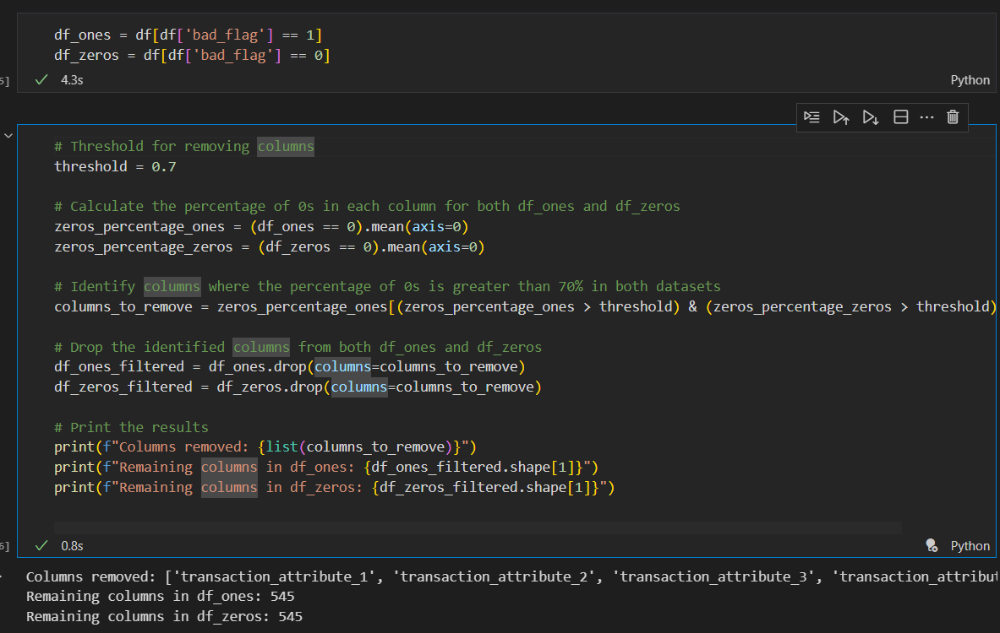 df_ones = df[df['bad_flag'] == 1]
df_zeros = df[df['bad_flag'] == 0]
5]
4.3s
Python
# Threshold for removing columns
threshold = 0.7
# Calculate the percentage of 0s in each column for both df_ones and df_zeros
zeros_percentage_ones = (df_ones == 0).mean(axis=0)
zeros_percentage_zeros = (df_zeros == 0).mean(axis=0)
# Identify columns where the percentage of 0s is greater than 70% in both datasets
columns_to_remove = zeros_percentage_ones[(zeros_percentage_ones > threshold) & (zeros_percentage_zeros > threshold)
# Drop the identified columns from both df_ones and df_zeros
df_ones_filtered = df_ones.drop(columns=columns_to_remove)
df_zeros_filtered = df_zeros.drop(columns=columns_to_remove)
# Print the results
print(f"Columns removed: {list(columns_to_remove)}")
print(f"Remaining columns in df_ones: {df_ones_filtered.shape[1]}")
print(f"Remaining columns in df_zeros: {df_zeros_filtered.shape[1]}")
6]
0.8s
Python
Columns removed: ['transaction_attribute_1', 'transaction_attribute_2', 'transaction_attribute_3', 'transaction_attribut
Remaining columns in df_ones: 545
Remaining columns in df_zeros: 545